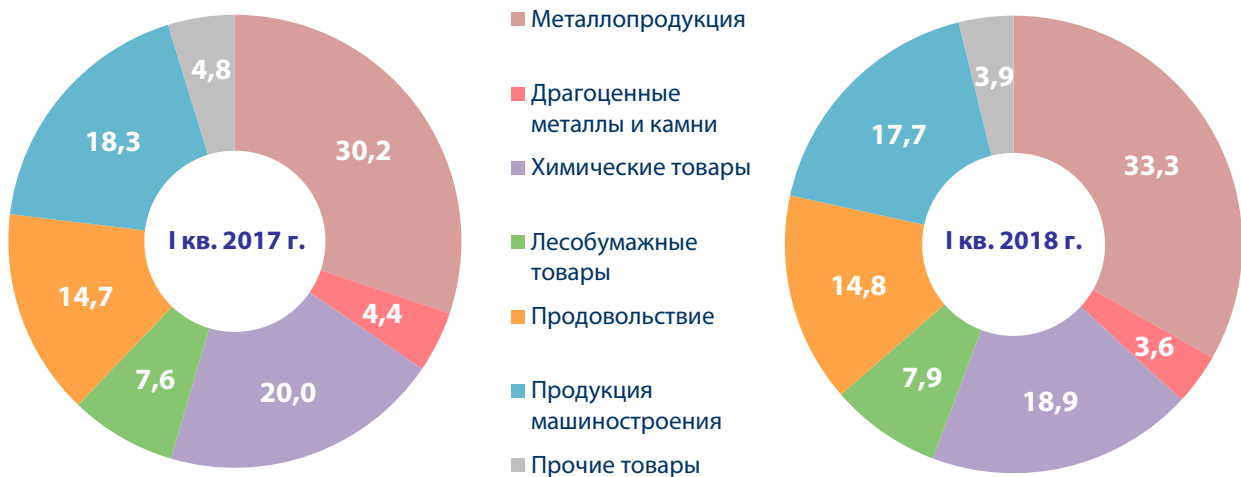 30,2
4,4
20,0
7,6
14,7
18,3
4,8
I кв. 2017 г.
Металлопродукция
Драгоценные
металлы и камни
Химические товары
Лесобумажные
товары
Продовольствие
Продукция
машиностроения
Прочие товары
33,3
3,6
18,9
7,9
14,8
17,7
3,9
I кв. 2018 г.